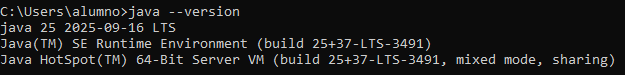 C:\Users\alumno>java --version
java 25 2025-09-16 LTS
Java(TM) SE Runtime Environment (build 25+37-LTS-3491)
Java HotSpot(TM) 64-Bit Server VM (build 25+37-LTS-3491, mixed mode, sharing)